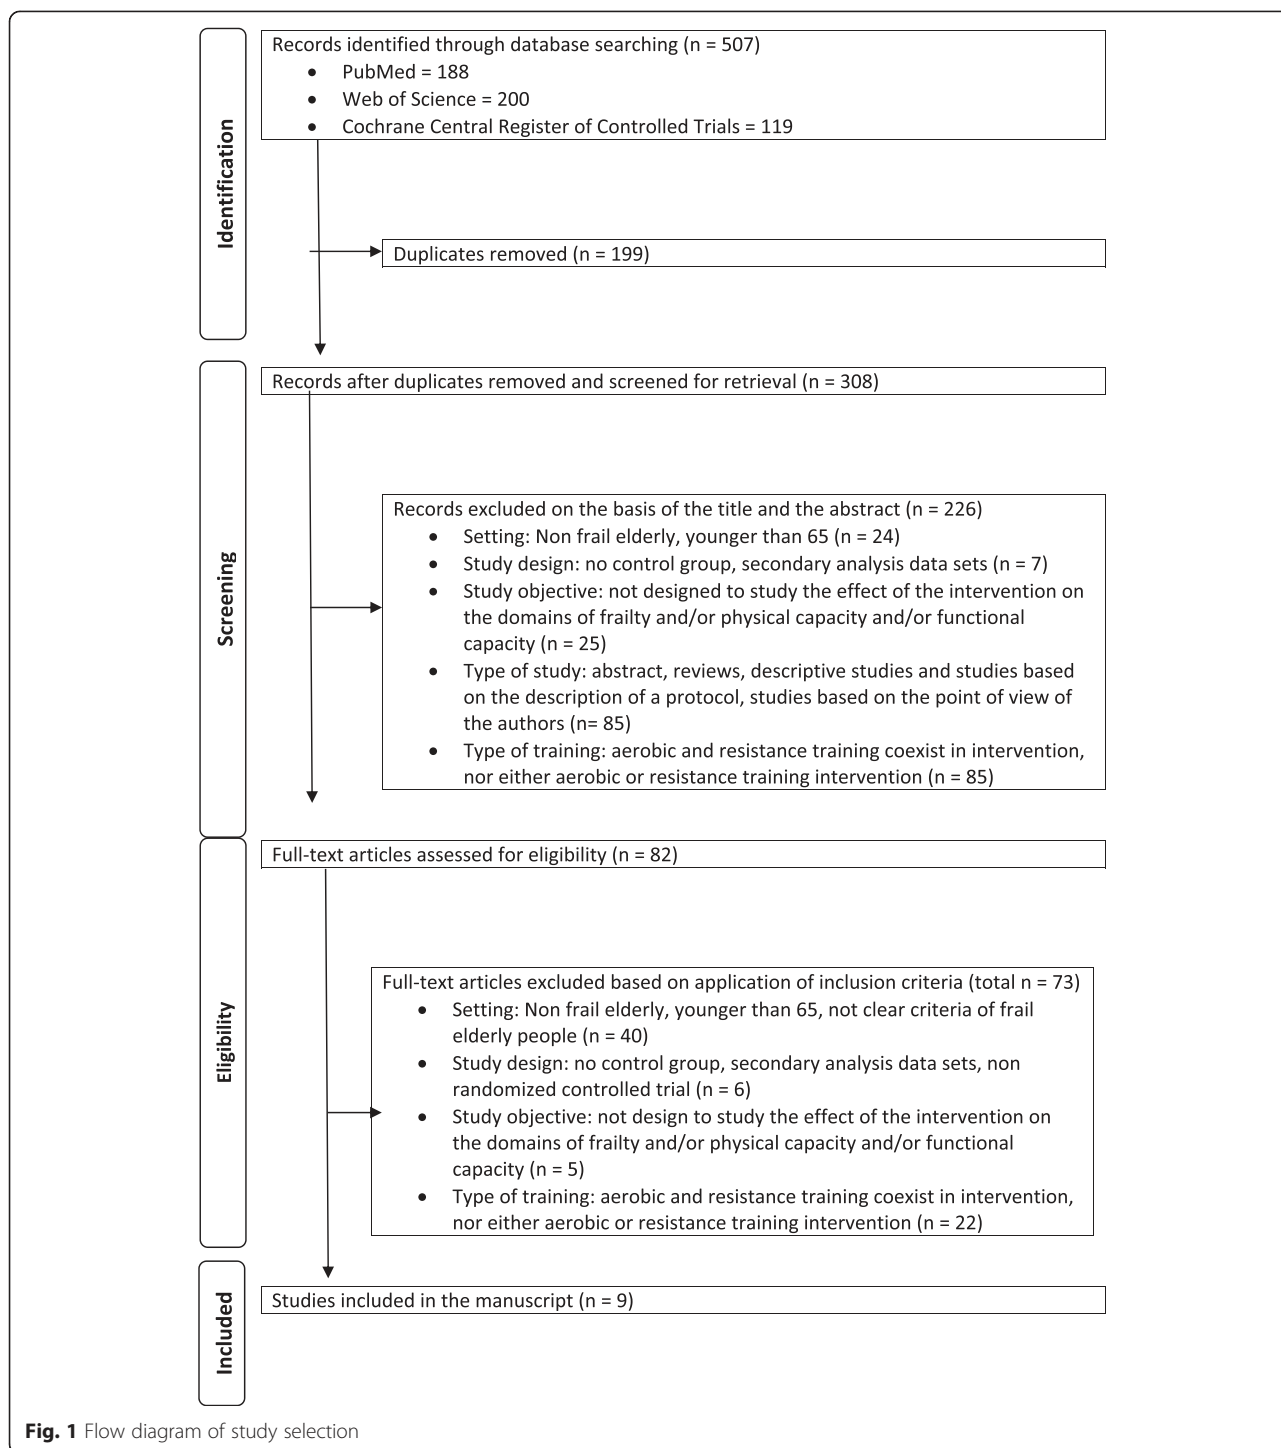 Identification
Records identified through database searching (n = 507)
• PubMed = 188
• Web of Science = 200
• Cochrane Central Register of Controlled Trials = 119
Duplicates removed (n = 199)
Screening
Records after duplicates removed and screened for retrieval (n = 308)
Records excluded on the basis of the title and the abstract (n = 226)
• Setting: Non frail elderly, younger than 65 (n = 24)
• Study design: no control group, secondary analysis data sets (n = 7)
• Study objective: not designed to study the effect of the intervention on
the domains of frailty and/or physical capacity and/or functional
capacity (n = 25)
• Type of study: abstract, reviews, descriptive studies and studies based
on the description of a protocol, studies based on the point of view of
the authors (n= 85)
• Type of training: aerobic and resistance training coexist in intervention,
nor either aerobic or resistance training intervention (n = 85)
Eligibility
Full-text articles assessed for eligibility (n = 82)
Full-text articles excluded based on application of inclusion criteria (total n = 73)
• Setting: Non frail elderly, younger than 65, not clear criteria of frail
elderly people (n = 40)
• Study design: no control group, secondary analysis data sets, non
randomized controlled trial (n = 6)
• Study objective: not design to study the effect of the intervention on
the domains of frailty and/or physical capacity and/or functional
capacity (n = 5)
• Type of training: aerobic and resistance training coexist in intervention,
nor either aerobic or resistance training intervention (n = 22)
Included
Studies included in the manuscript (n = 9)
Fig. 1 Flow diagram of study selection